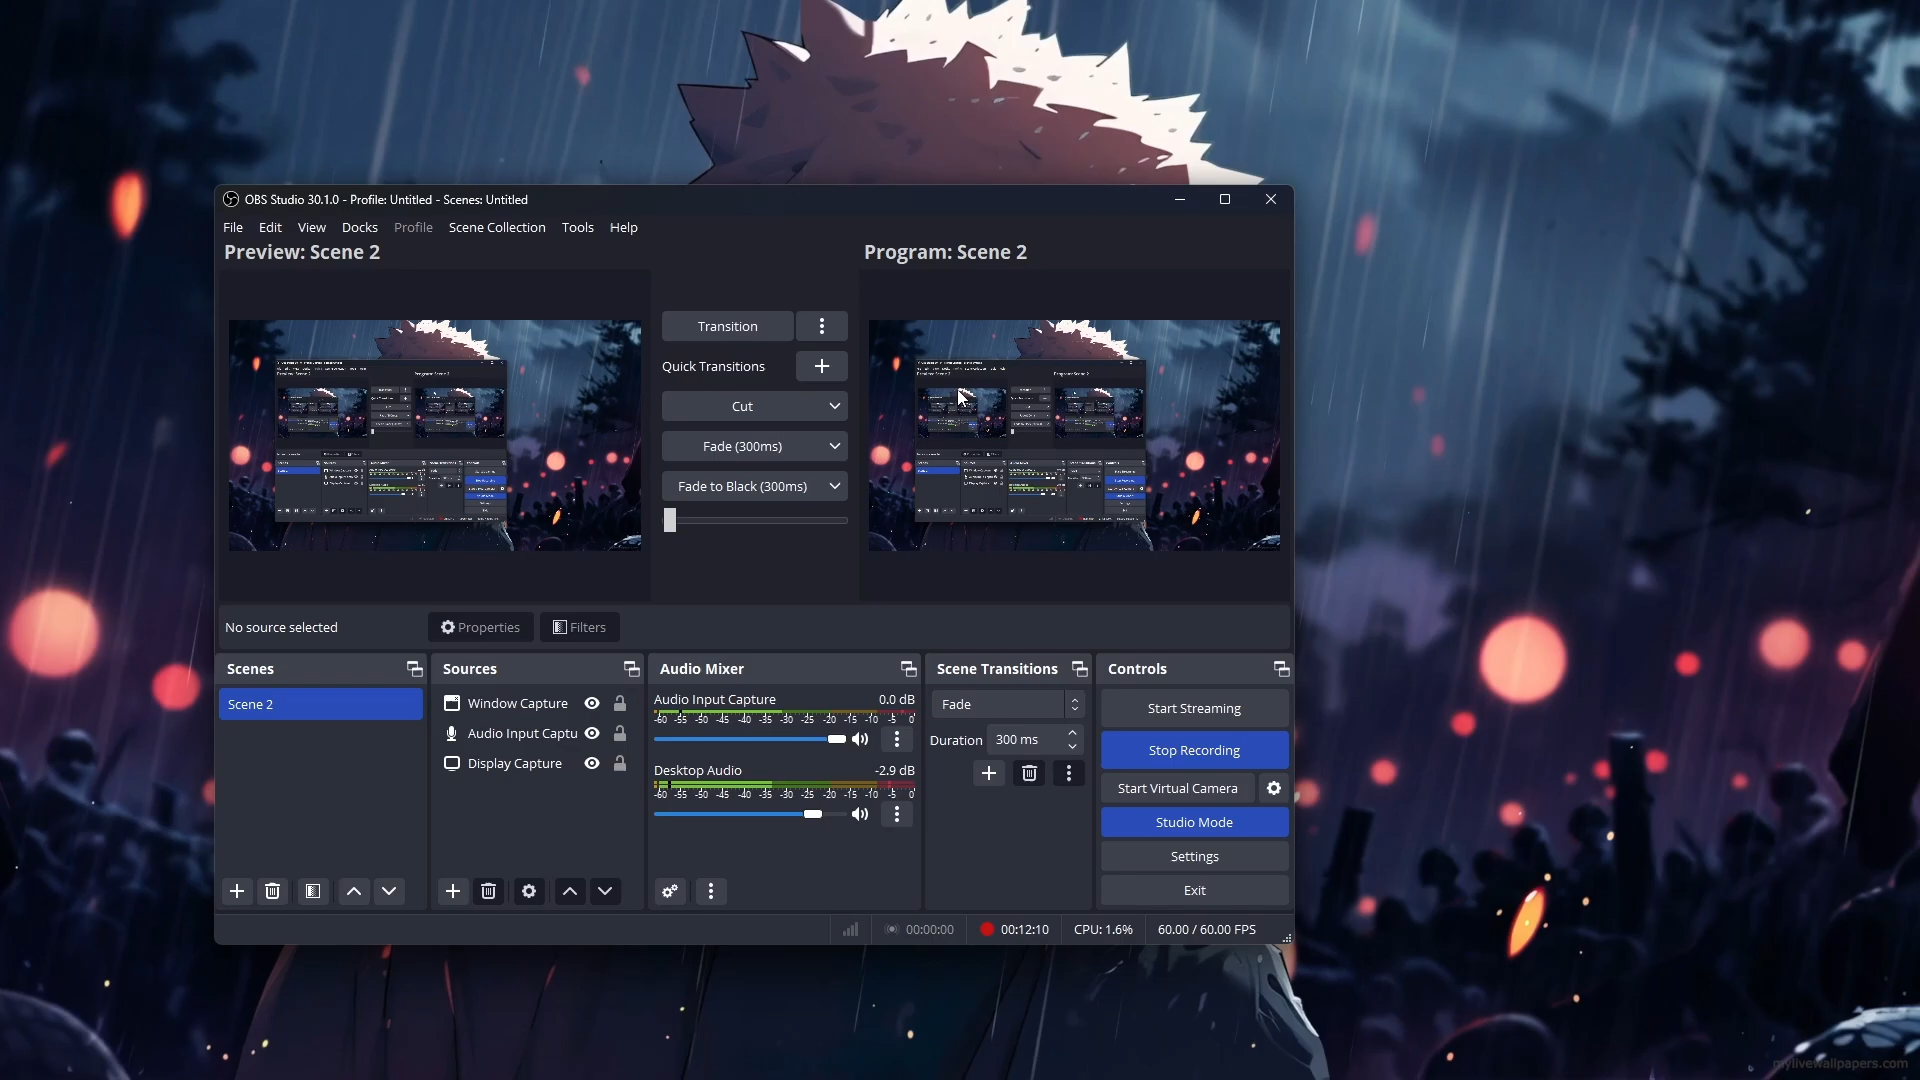 OBS Studio 30.1.0 - Profile: Untitled - Scenes: Untitled
File Edit View Docks Profile Scene Collection Tools Help
Preview: Scene 2
Program: Scene 2
Transition
Quick Transitions
Cut
Fade (300ms)
Fade to Black (300ms)
No source selected
Properties
Filters
Scenes
Scene 2
Sources
Window Capture
Audio Input Captu
Display Capture
Audio Mixer
Audio Input Capture 0.0 dB
-60 -55 -50 -45 -40 -35 -30 -25 -20 -15 -10 -5 0
Desktop Audio -2.9 dB
-60 -55 -50 -45 -40 -35 -30 -25 -20 -15 -10 -5 0
Scene Transitions
Fade
Duration 300 ms
Controls
Start Streaming
Stop Recording
Start Virtual Camera
Studio Mode
Settings
Exit
00:00:00
00:12:10
CPU: 1.6%
60.00 / 60.00 FPS
mylivewallpapers.com